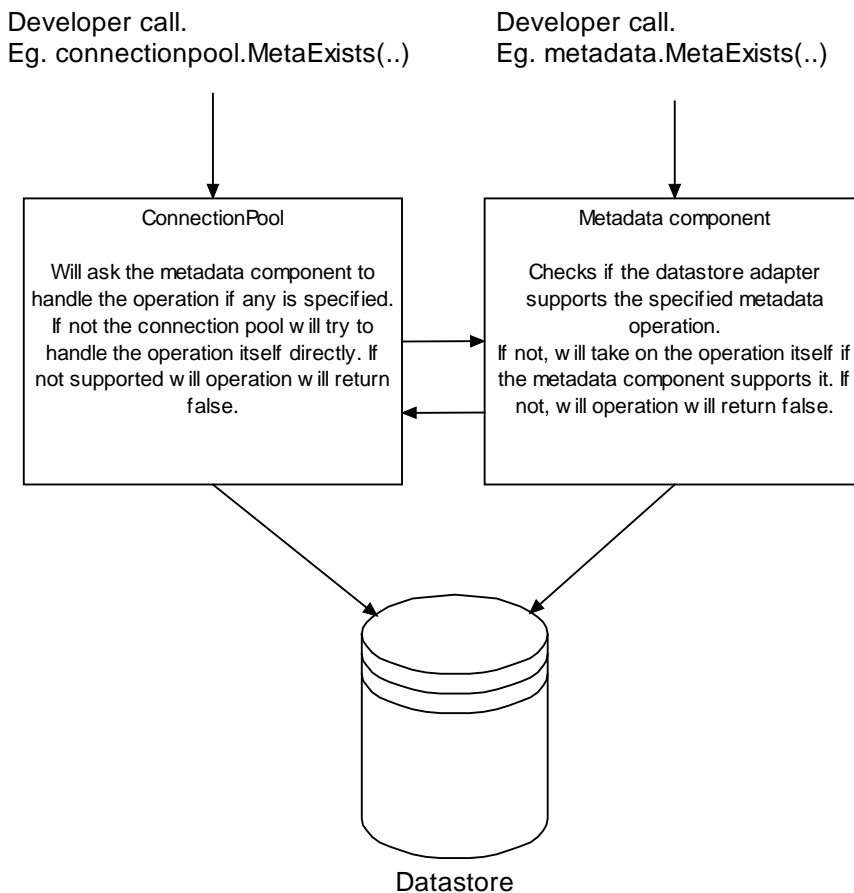 Developer call.
Eg. connectionpool.MetaExists(..)
Developer call.
Eg. metadata.MetaExists(..)
ConnectionPool
Will ask the metadata component to
handle the operation if any is specified.
If not the connection pool will try to
handle the operation itself directly. If
not supported will operation will return
false.
Metadata component
Checks if the datastore adapter
supports the specified metadata
operation.
If not, will take on the operation itself if
the metadata component supports it. If
not, will operation will return false.
Datastore